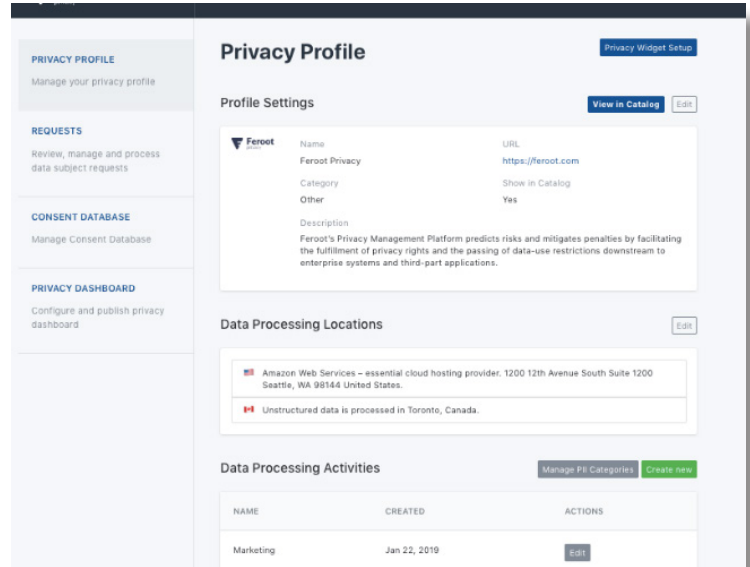 PRIVACY PROFILE
Manage your privacy profile
REQUESTS
Review, manage and process
data subject requests
CONSENT DATABASE
Manage Consent Database
PRIVACY DASHBOARD
Configure and publish privacy
dashboard
Privacy Profile
Privacy Widget Setup
Profile Settings
View in Catalog
Edit
Feroot
Name
URL
Feroot Privacy
https://feroot.com
Category
Show in Catalog
Other
Yes
Description
Feroot's Privacy Management Platform predicts risks and mitigates penalties by facilitating
the fulfillment of privacy rights and the passing of data-use restrictions downstream to
enterprise systems and third-part applications.
Data Processing Locations
Edit
Amazon Web Services – essential cloud hosting provider. 1200 12th Avenue South Suite 1200
Seattle, WA 98144 United States.
Unstructured data is processed in Toronto, Canada.
Data Processing Activities
Manage PII Categories
Create new
NAME
CREATED
ACTIONS
Marketing
Jan 22, 2019
Edit